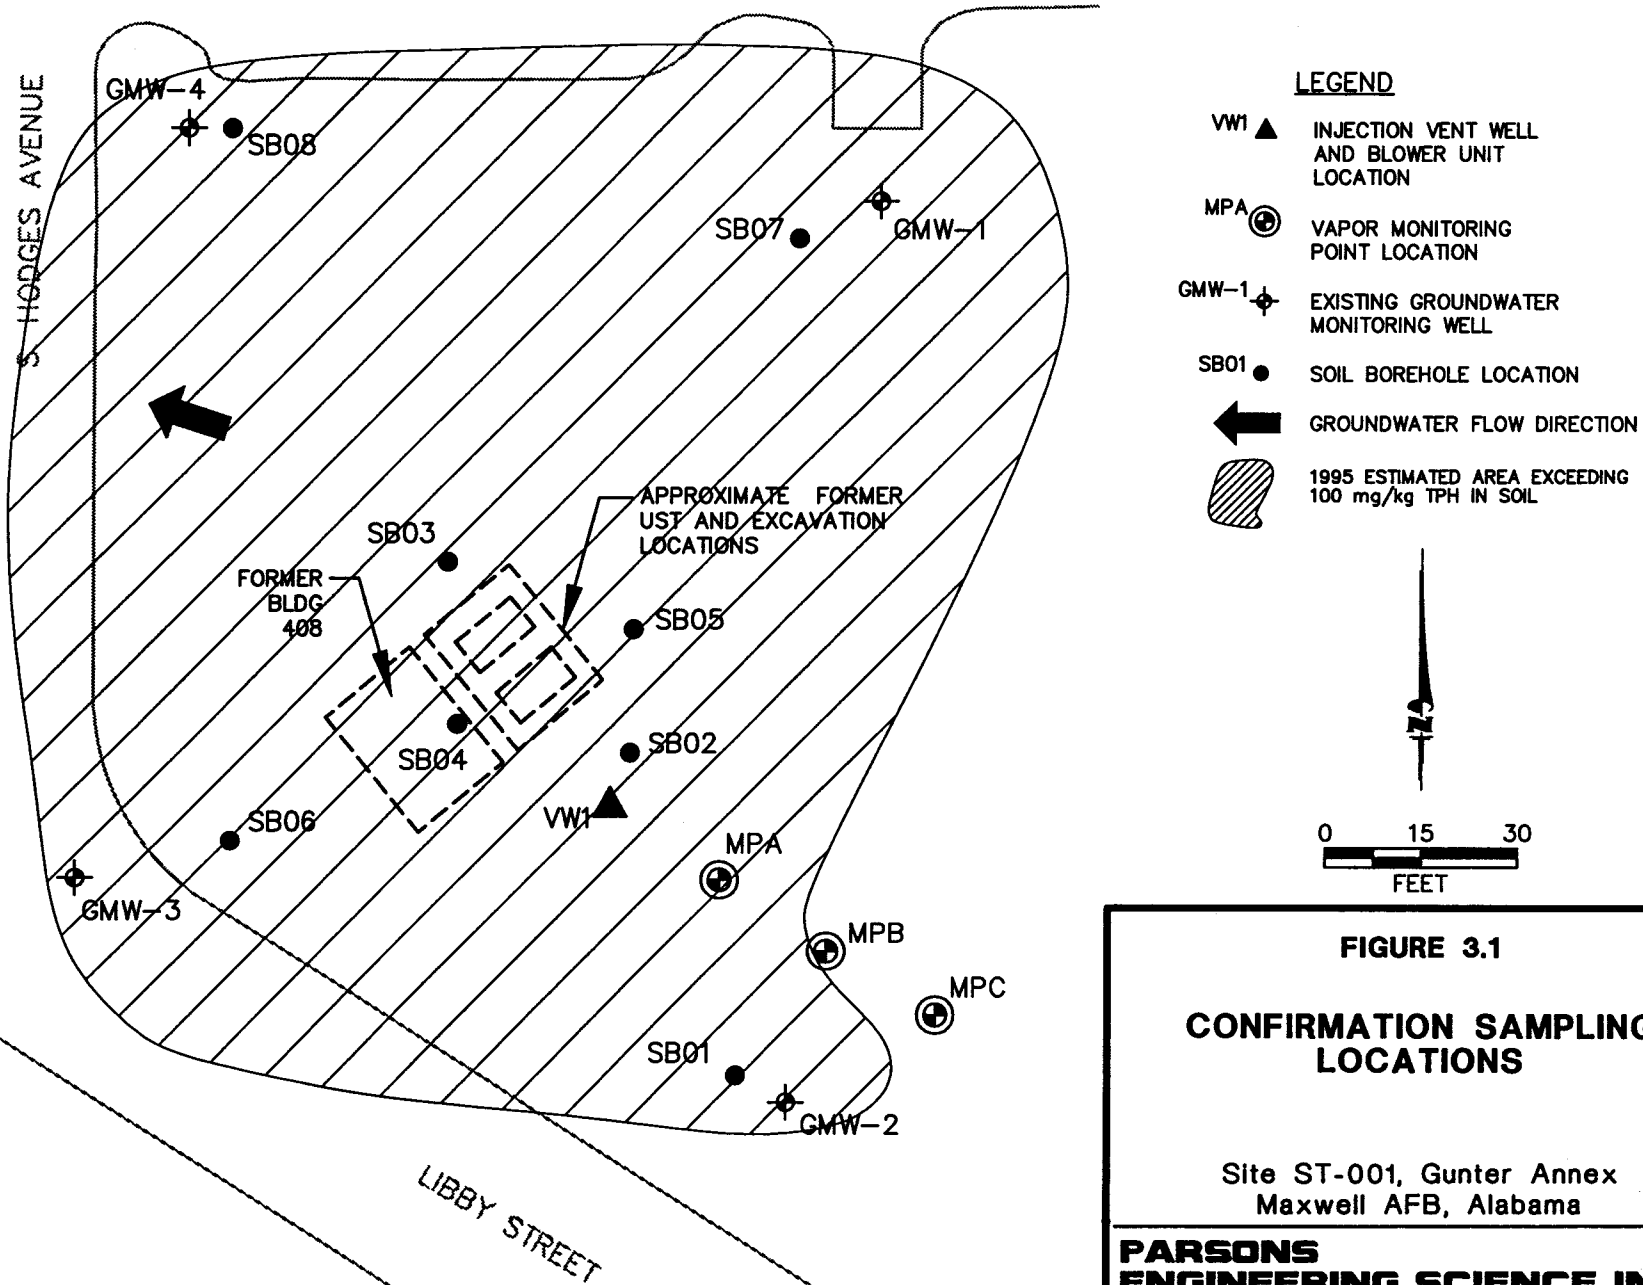 GMW-4
SB08
S HODGES AVENUE
SB07
GMW-1
SB03
APPROXIMATE FORMER
UST AND EXCAVATION
LOCATIONS
FORMER
BLDG
408
SB05
SB04
SB02
VW1
SB06
GMW-3
MPA
MPB
MPC
SB01
GMW-2
LIBBY STREET
LEGEND
VW1
INJECTION VENT WELL
AND BLOWER UNIT
LOCATION
MPA
VAPOR MONITORING
POINT LOCATION
GMW-1
EXISTING GROUNDWATER
MONITORING WELL
SB01
SOIL BOREHOLE LOCATION
GROUNDWATER FLOW DIRECTION
1995 ESTIMATED AREA EXCEEDING
100 mg/kg TPH IN SOIL
N
0 15 30
FEET
FIGURE 3.1
CONFIRMATION SAMPLING
LOCATIONS
Site ST-001, Gunter Annex
Maxwell AFB, Alabama
PARSONS
ENGINEERING SCIENCE IN